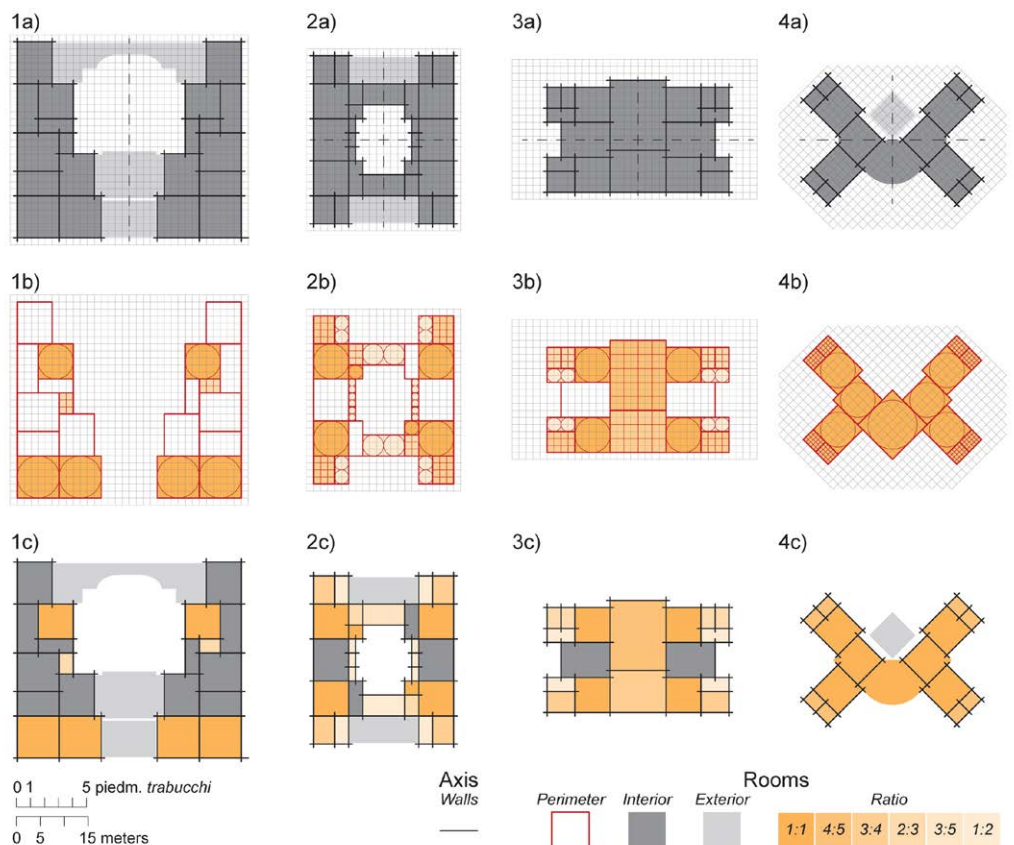 1a) 2a) 3a) 4a)
1b) 2b) 3b) 4b)
1c) 2c) 3c) 4c)
0 1 5 piedm. trabucchi
0 5 15 meters
Axis
Walls
Rooms
Perimeter Interior Exterior Ratio
1:1 4:5 3:4 2:3 3:5 1:2